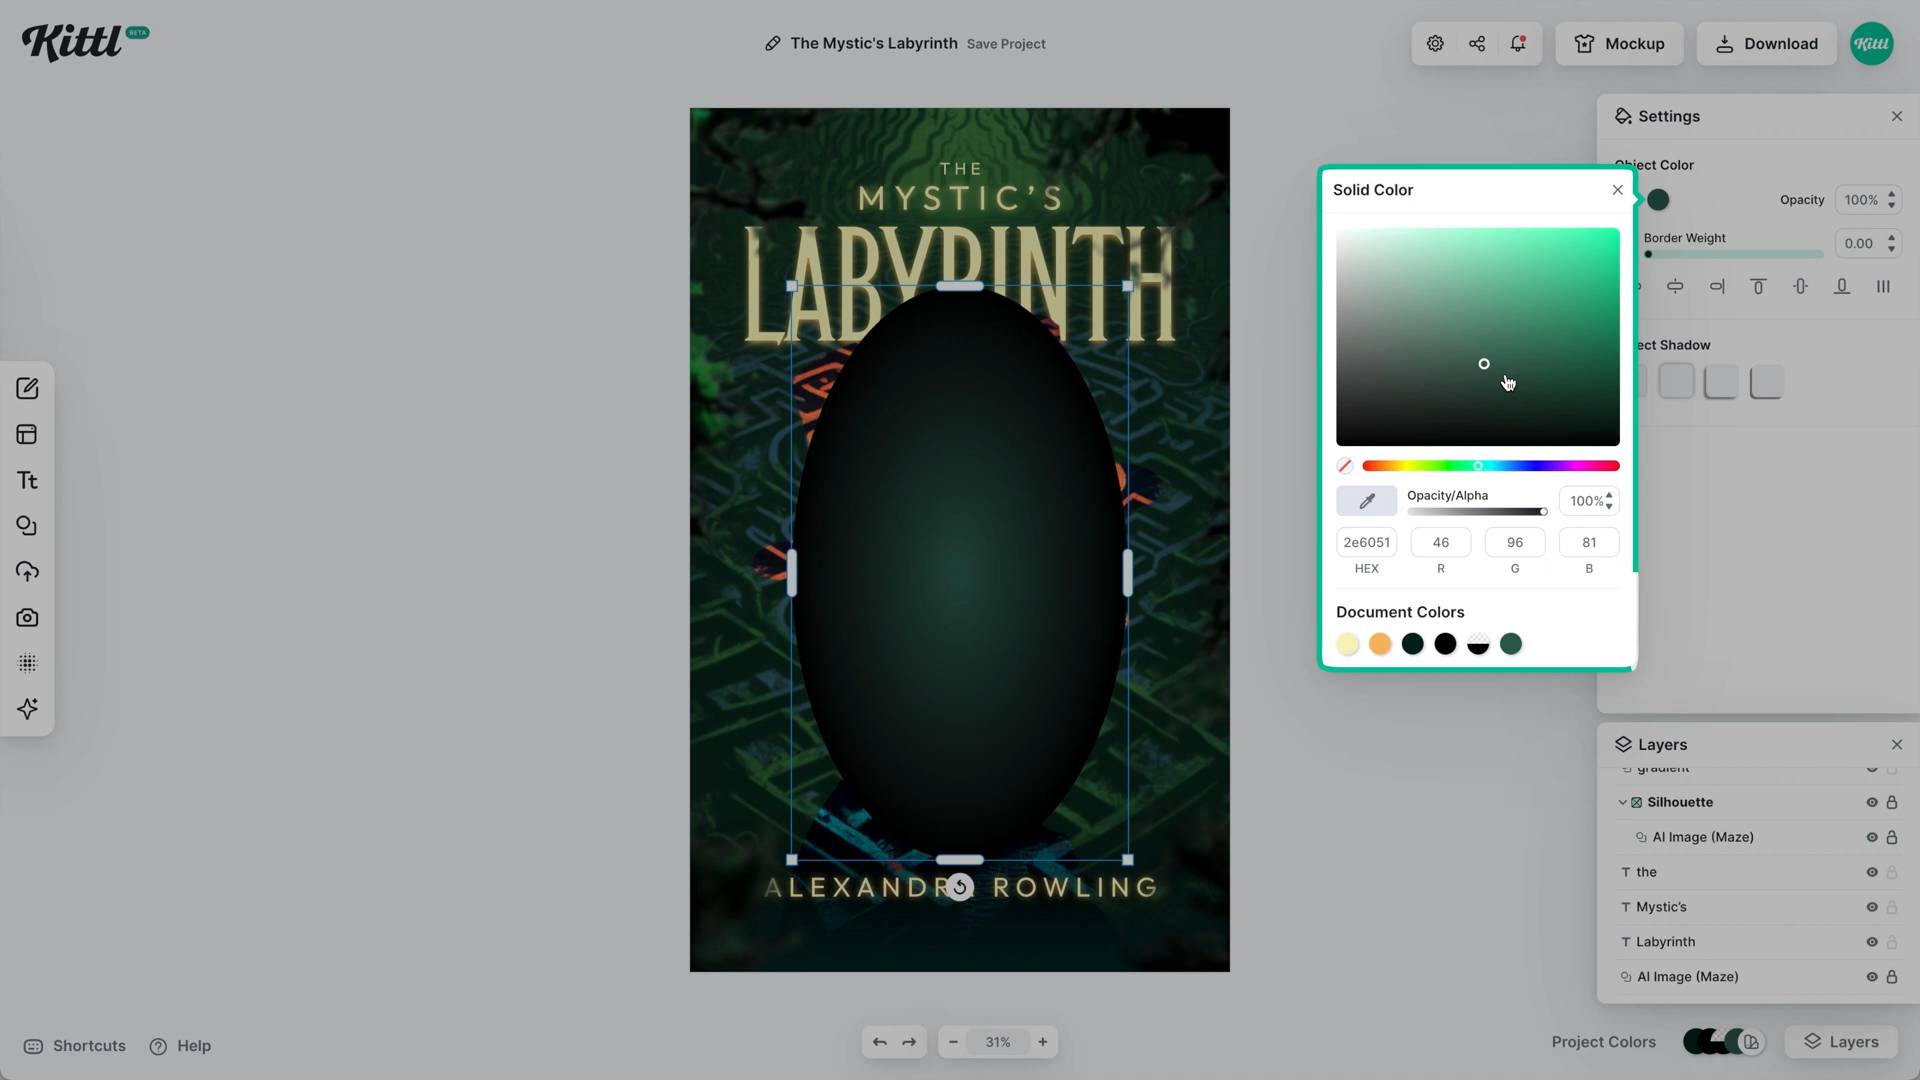 Kittl BETA
The Mystic's Labyrinth Save Project
Mockup
Download
Kittl
Settings
Object Color
Opacity 100%
Border Weight 0.00
ect Shadow
Solid Color
Opacity/Alpha 100%
2e6051 46 96 81
HEX R G B
Document Colors
THE
MYSTIC'S
LABYRINTH
ALEXANDRA ROWLING
Tt
Layers
gradient
Silhouette
AI Image (Maze)
T the
T Mystic's
T Labyrinth
AI Image (Maze)
Shortcuts
Help
31%
Project Colors
Layers